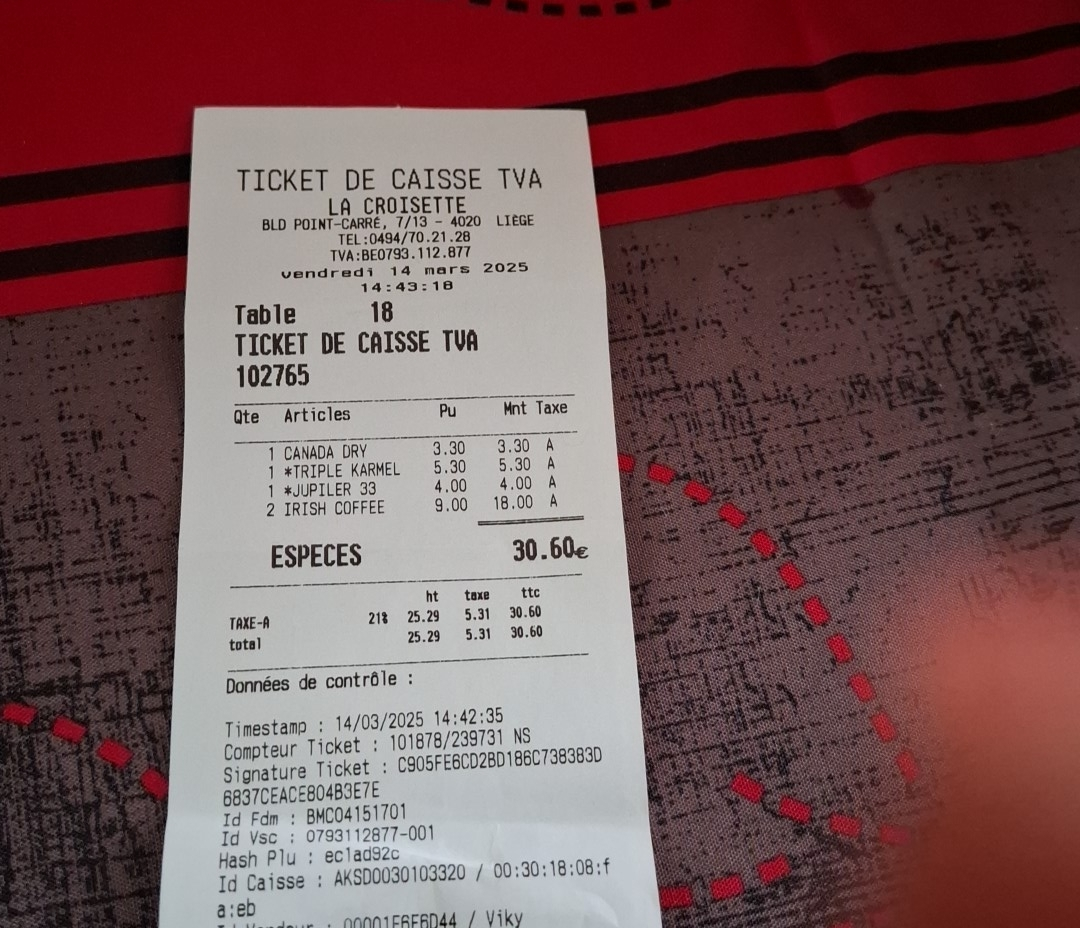 TICKET DE CAISSE TVA
LA CROISETTE
BLD POINT-CARRÉ, 7/13 - 4020 LIÈGE
TEL:0494/70.21.28
TVA:BE0793.112.877
vendredi 14 mars 2025
14:43:18
Table 18
TICKET DE CAISSE TVA
102765
Qte Articles Pu Mnt Taxe
1 CANADA DRY 3.30 3.30 A
1 *TRIPLE KARMEL 5.30 5.30 A
1 *JUPILER 33 4.00 4.00 A
2 IRISH COFFEE 9.00 18.00 A
ESPECES 30.60€
ht taxe ttc
TAXE-A 21% 25.29 5.31 30.60
total 25.29 5.31 30.60
Données de contrôle :
Timestamp : 14/03/2025 14:42:35
Compteur Ticket : 101878/239731 NS
Signature Ticket : C905FE6CD2BD186C738383D
6837CEACE804B3E7E
Id Fdm : BMC04151701
Id Vsc : 0793112877-001
Hash Plu : ec1ad92c
Id Caisse : AKSD0030103320 / 00:30:18:08:f
a:eb
Id Vendeur : 00001F6F6D44 / Viky